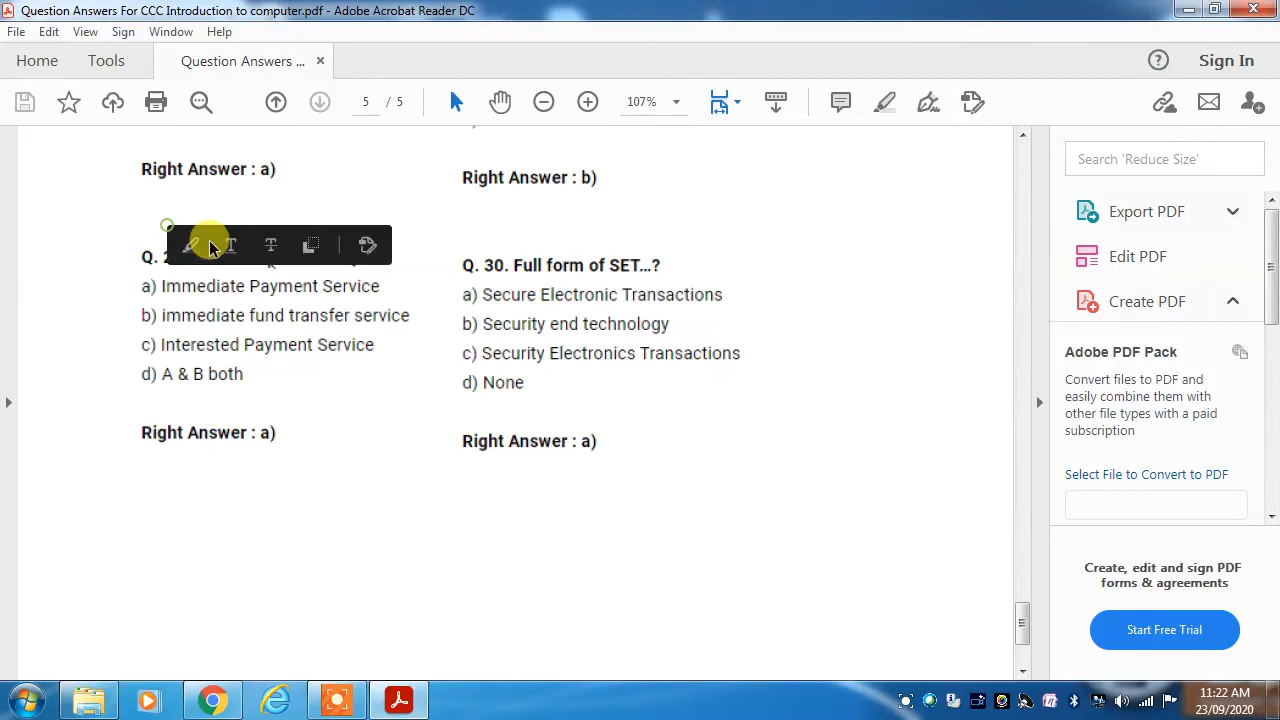 Question Answers For CCC Introduction to computer.pdf - Adobe Acrobat Reader DC
File Edit View Sign Window Help
Home Tools Question Answers ... × Sign In
5 / 5 107%
Right Answer : a)
Q.
a) Immediate Payment Service
b) immediate fund transfer service
c) Interested Payment Service
d) A & B both
Right Answer : a)
Right Answer : b)
Q. 30. Full form of SET...?
a) Secure Electronic Transactions
b) Security end technology
c) Security Electronics Transactions
d) None
Right Answer : a)
Search 'Reduce Size'
Export PDF
Edit PDF
Create PDF
Adobe PDF Pack
Convert files to PDF and
easily combine them with
other file types with a paid
subscription
Select File to Convert to PDF
Create, edit and sign PDF
forms & agreements
Start Free Trial
11:22 AM
23/09/2020